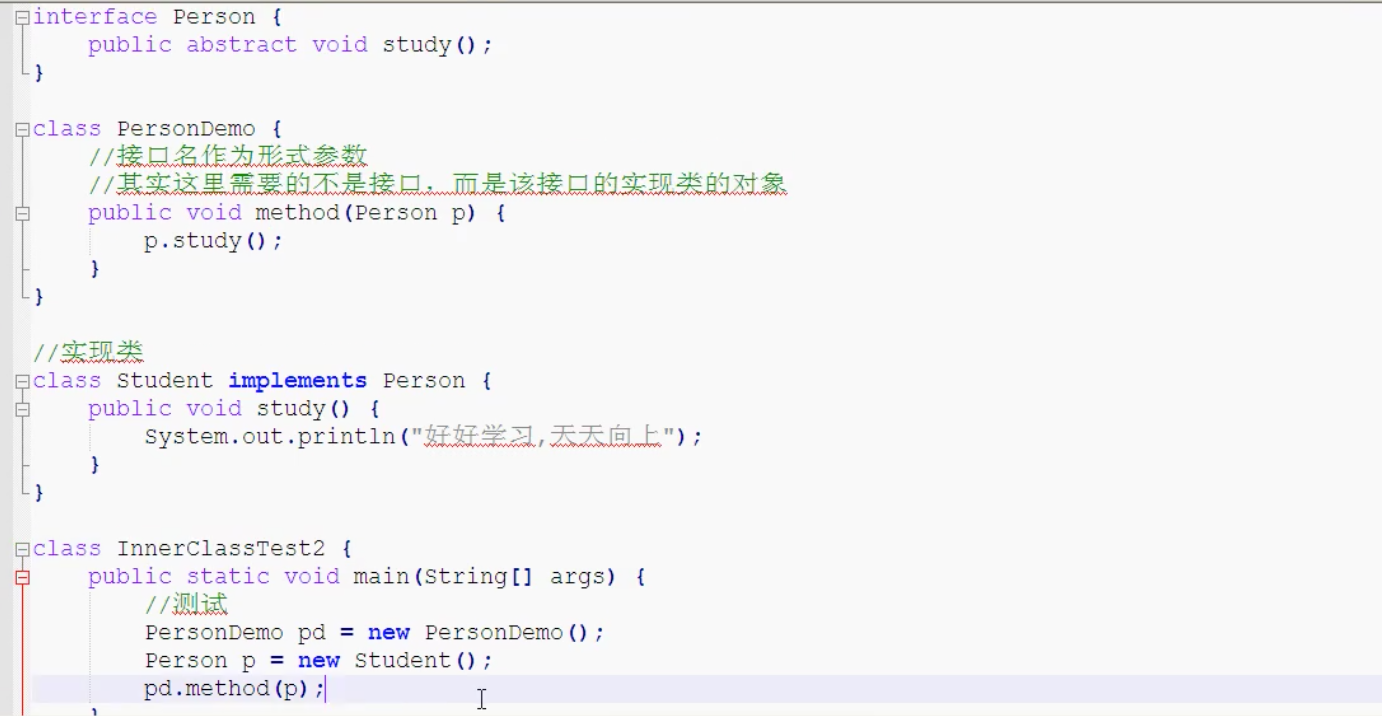 interface Person {
public abstract void study();
}
class PersonDemo {
//接口名作为形式参数
//其实这里需要的不是接口，而是该接口的实现类的对象
public void method(Person p) {
p.study();
}
}
//实现类
class Student implements Person {
public void study() {
System.out.println("好好学习,天天向上");
}
}
class InnerClassTest2 {
public static void main(String[] args) {
//测试
PersonDemo pd = new PersonDemo();
Person p = new Student();
pd.method(p);
}